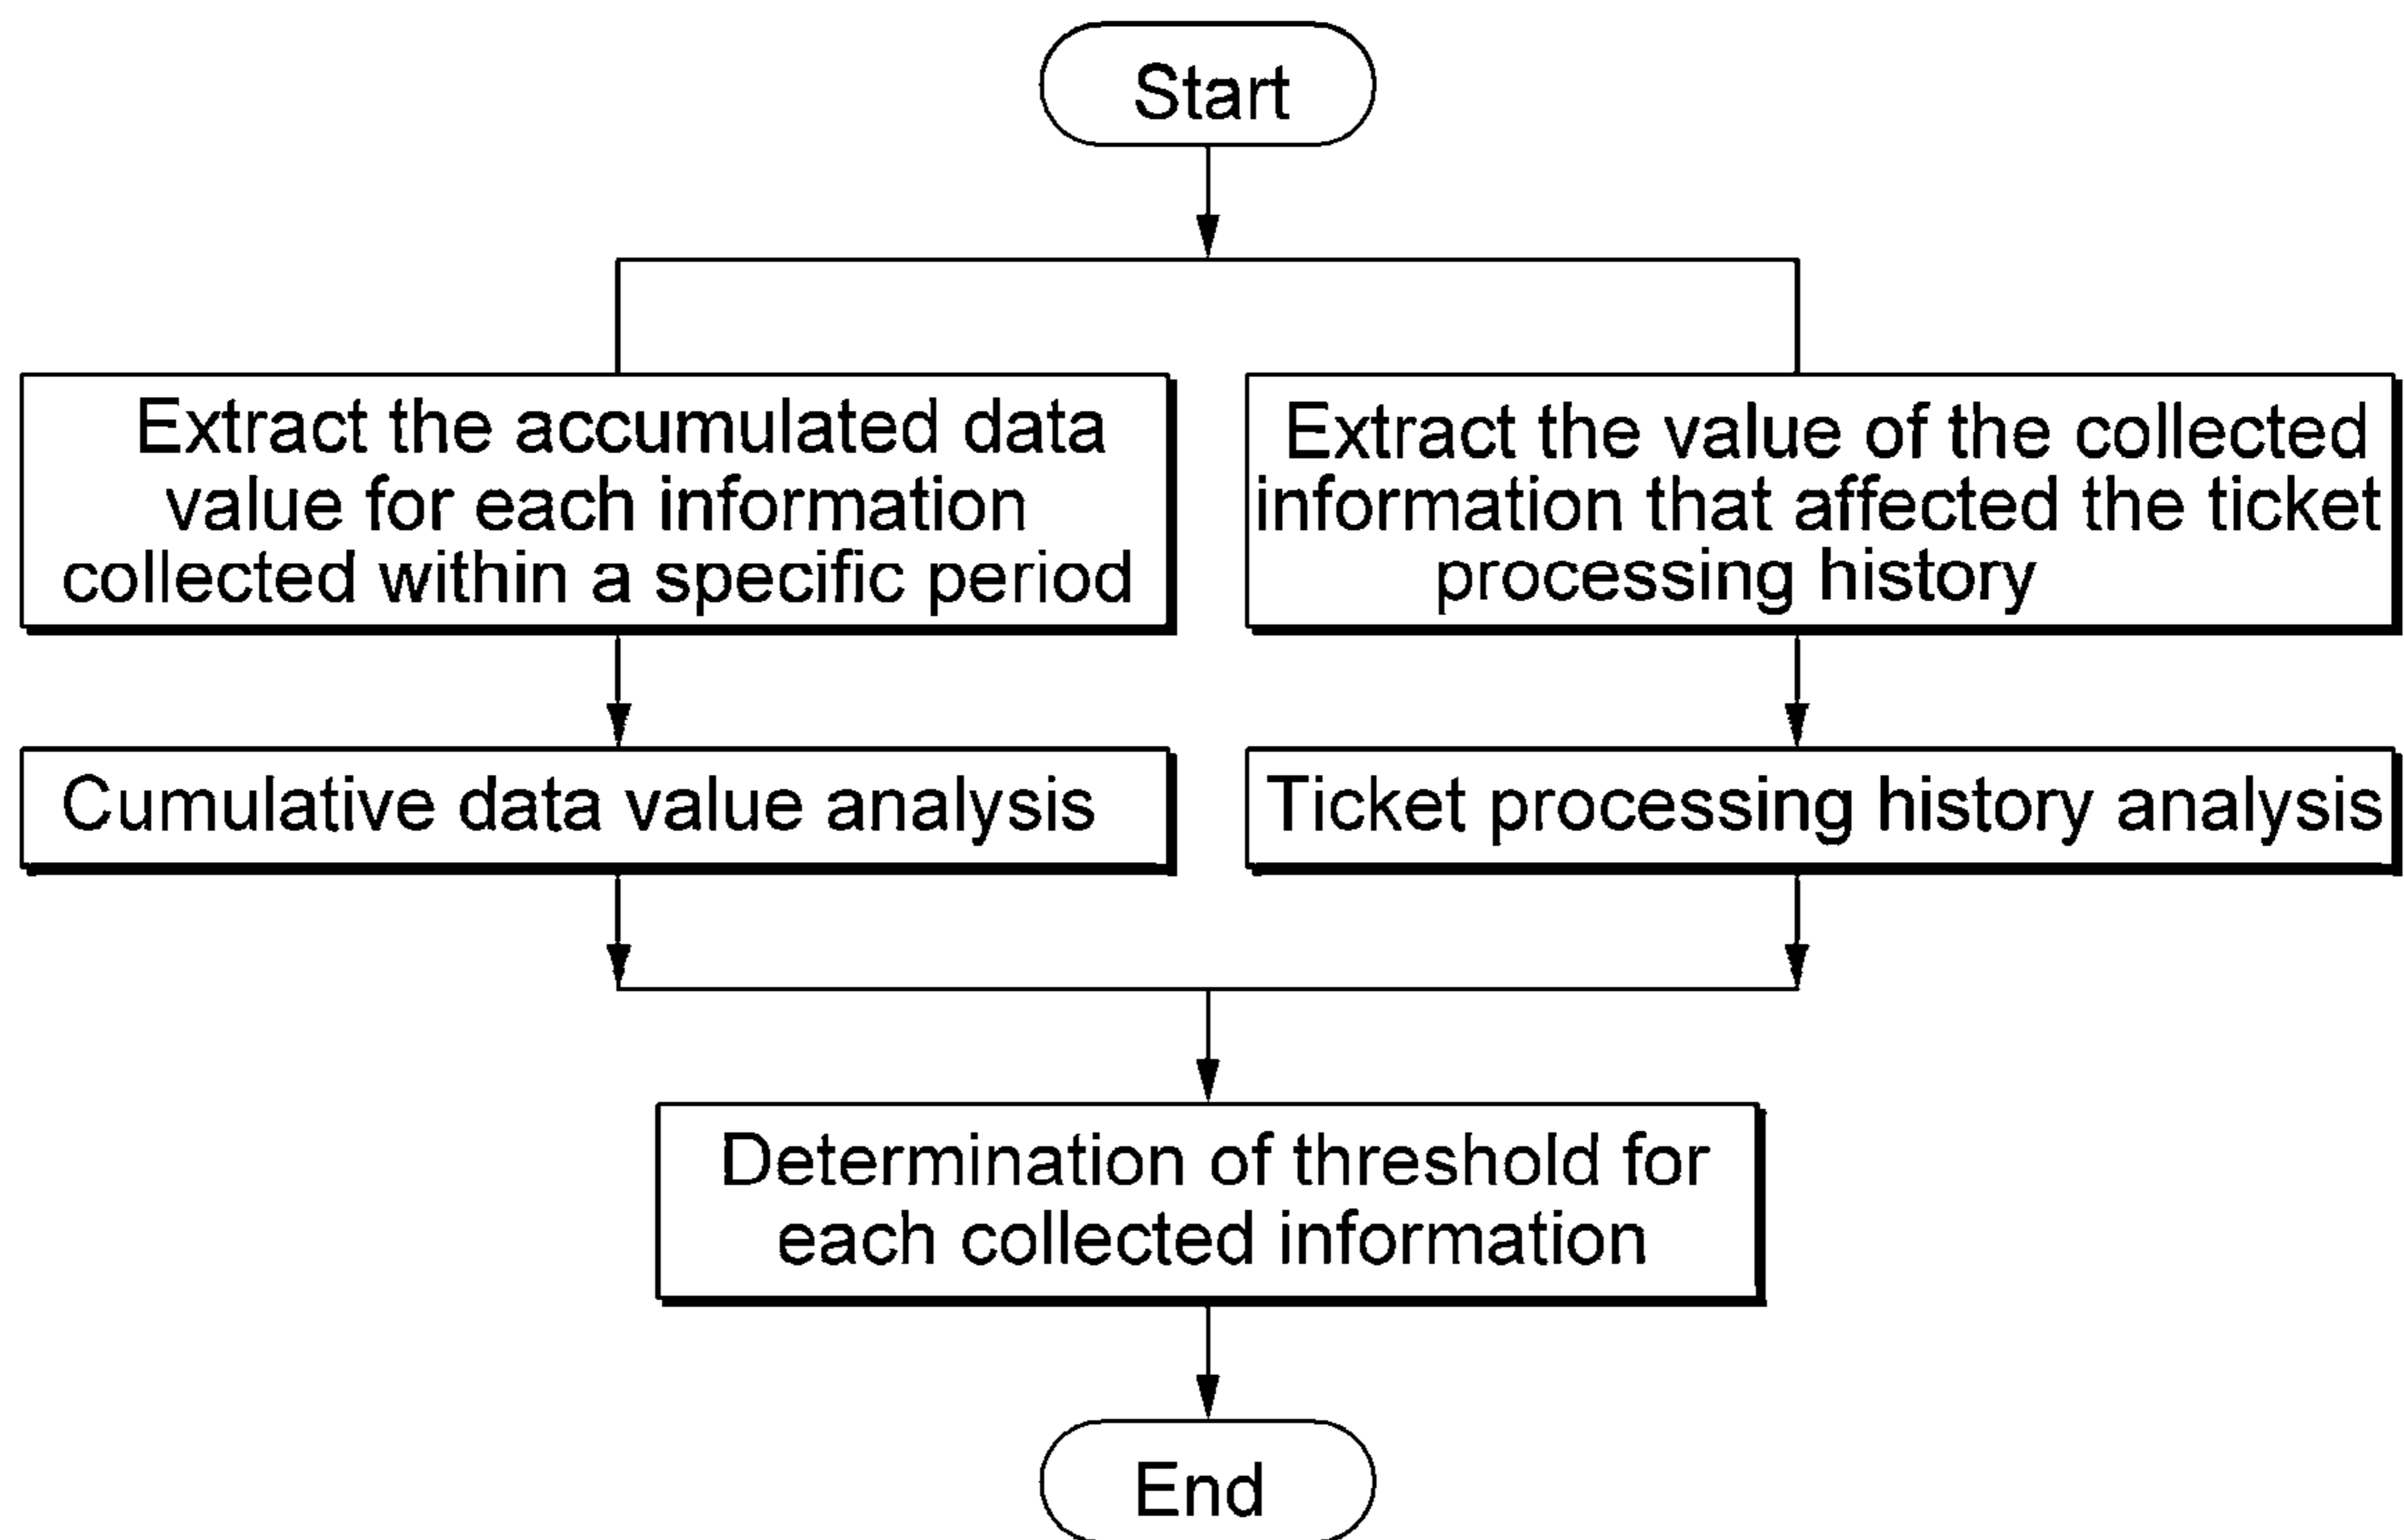 Start
Extract the accumulated data
value for each information
collected within a specific period
Extract the value of the collected
information that affected the ticket
processing history
Cumulative data value analysis
Ticket processing history analysis
Determination of threshold for
each collected information
End